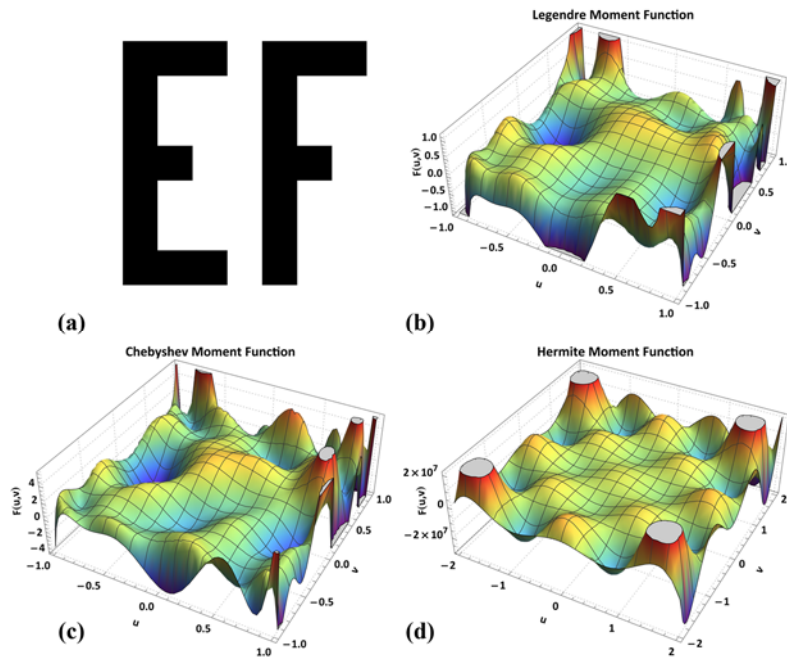 EF
(a)
Legendre Moment Function
F(u,v)
1.0
0.5
0.0
-0.5
-1.0
-1.0
-0.5
0.0
0.5
1.0
u
-1.0
-0.5
0.0
0.5
1.0
v
(b)
Chebyshev Moment Function
F(u,v)
4
2
0
-2
-4
-1.0
-0.5
0.0
0.5
1.0
u
-1.0
-0.5
0.0
0.5
1.0
v
(c)
Hermite Moment Function
F(u,v)
2×10⁷
0
-2×10⁷
-2
-1
0
1
2
u
-2
-1
0
1
2
v
(d)